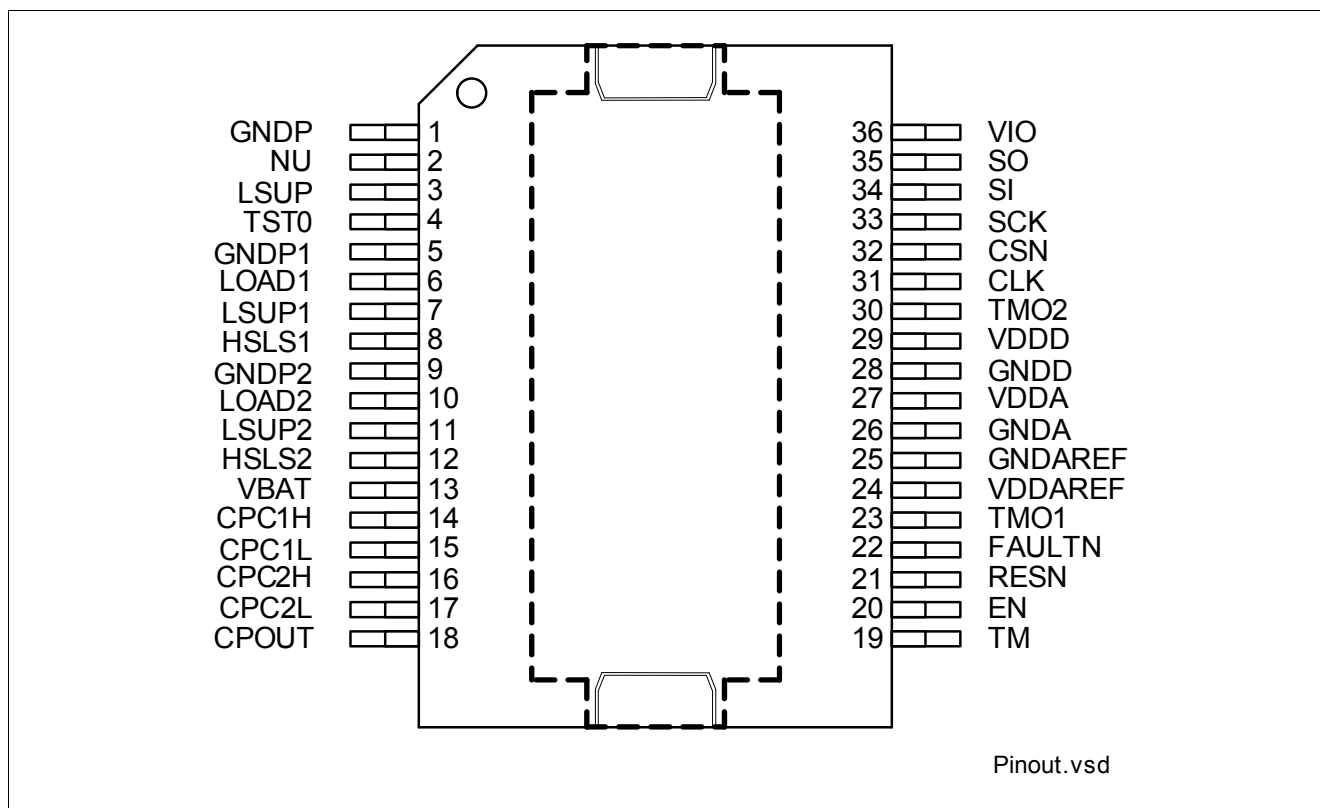 GNDP 1 36 VIO
NU 2 35 SO
LSUP 3 34 SI
TST0 4 33 SCK
GNDP1 5 32 CSN
LOAD1 6 31 CLK
LSUP1 7 30 TMO2
HSLS1 8 29 VDDD
GNDP2 9 28 GNDD
LOAD2 10 27 VDDA
LSUP2 11 26 GNDA
HSLS2 12 25 GNDAREF
VBAT 13 24 VDDAREF
CPC1H 14 23 TMO1
CPC1L 15 22 FAULTN
CPC2H 16 21 RESN
CPC2L 17 20 EN
CPOUT 18 19 TM
Pinout.vsd